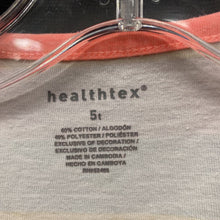 healthtex®
5t
60% COTTON / ALGODÓN
40% POLYESTER / POLIÉSTER
EXCLUSIVE OF DECORATION
EXCLUSIVO DE DECORACIÓN
MADE IN CAMBODIA /
HECHO EN CAMBOYA